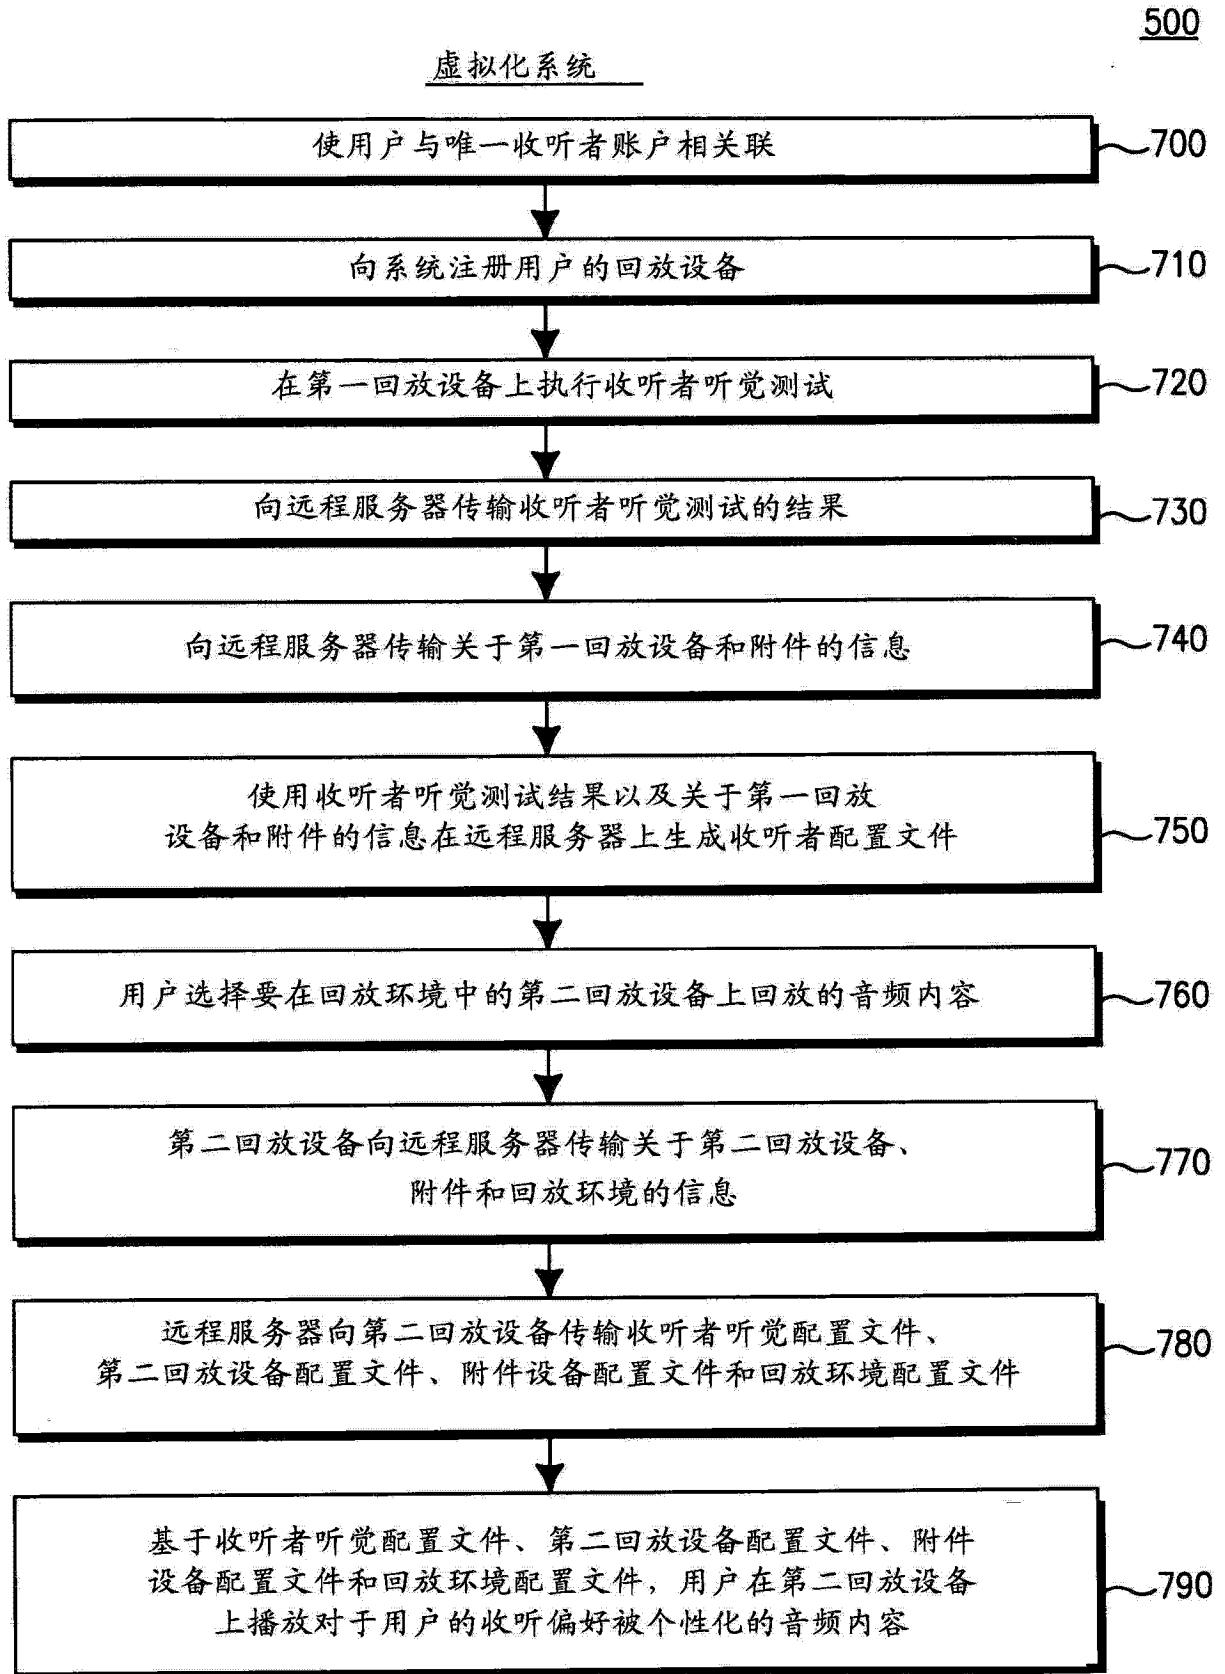 500
虚拟化系统
使用户与唯一收听者账户相关联
700
向系统注册用户的回放设备
710
在第一回放设备上执行收听者听觉测试
720
向远程服务器传输收听者听觉测试的结果
730
向远程服务器传输关于第一回放设备和附件的信息
740
使用收听者听觉测试结果以及关于第一回放
设备和附件的信息在远程服务器上生成收听者配置文件
750
用户选择要在回放环境中的第二回放设备上回放的音频内容
760
第二回放设备向远程服务器传输关于第二回放设备、
附件和回放环境的信息
770
远程服务器向第二回放设备传输收听者听觉配置文件、
第二回放设备配置文件、附件设备配置文件和回放环境配置文件
780
基于收听者听觉配置文件、第二回放设备配置文件、附件
设备配置文件和回放环境配置文件，用户在第二回放设备
上播放对于用户的收听偏好被个性化的音频内容
790